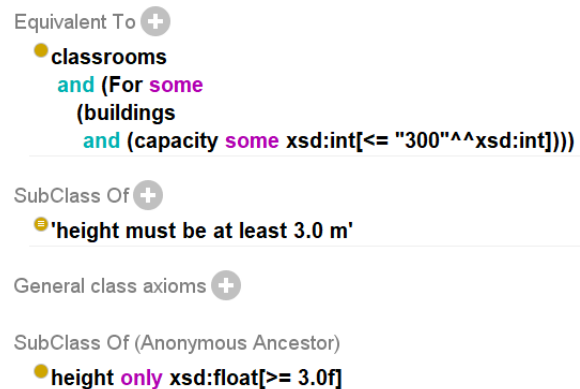 Equivalent To
classrooms
and (For some
(buildings
and (capacity some xsd:int[<= "300"^^xsd:int])))
SubClass Of
'height must be at least 3.0 m'
General class axioms
SubClass Of (Anonymous Ancestor)
height only xsd:float[>= 3.0f]